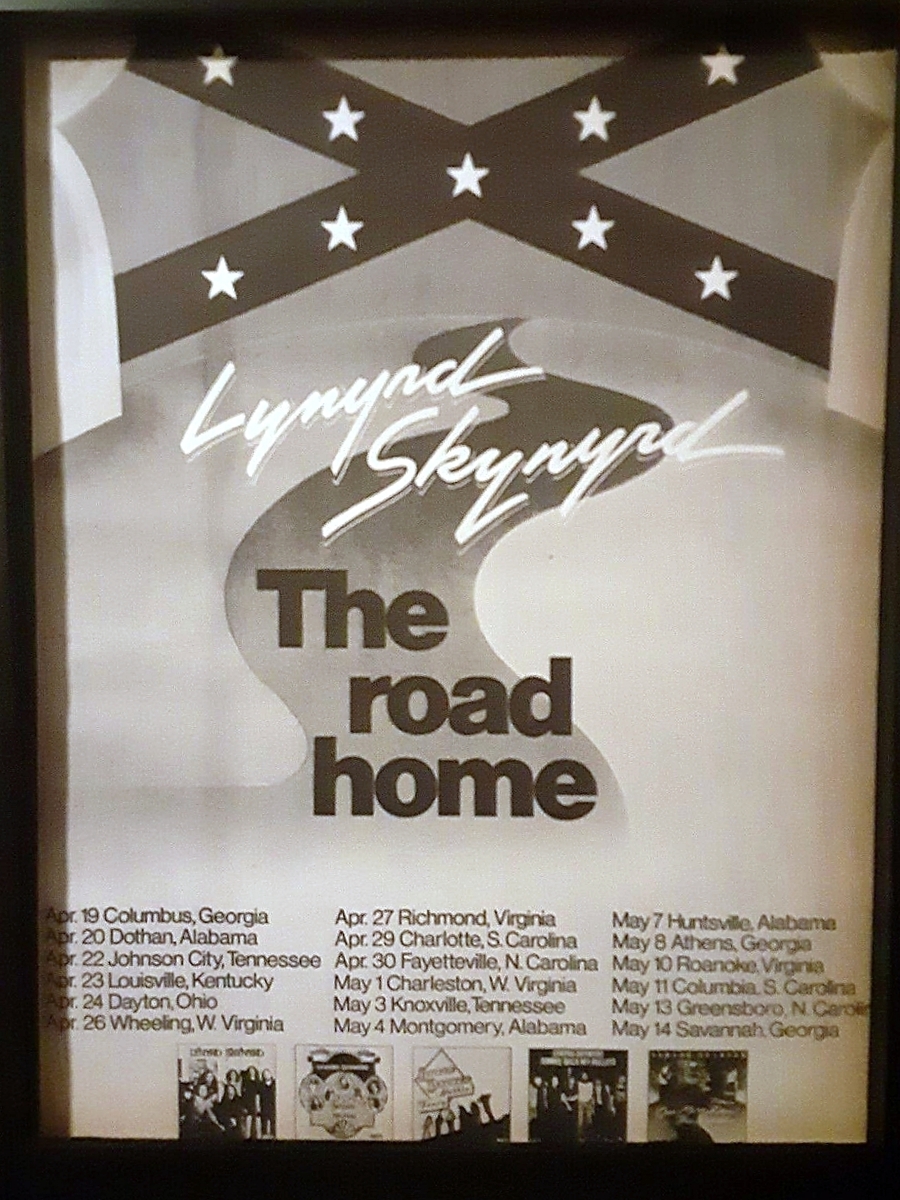 Lynyrd
Skynyrd
The
road
home
Apr. 19 Columbus, Georgia
Apr. 20 Dothan, Alabama
Apr. 22 Johnson City, Tennessee
Apr. 23 Louisville, Kentucky
Apr. 24 Dayton, Ohio
Apr. 26 Wheeling, W. Virginia
Apr. 27 Richmond, Virginia
Apr. 29 Charlotte, S. Carolina
Apr. 30 Fayetteville, N. Carolina
May 1 Charleston, W. Virginia
May 3 Knoxville, Tennessee
May 4 Montgomery, Alabama
May 7 Huntsville, Alabama
May 8 Athens, Georgia
May 10 Roanoke, Virginia
May 11 Columbia, S. Carolina
May 13 Greensboro, N. Carolin
May 14 Savannah, Georgia